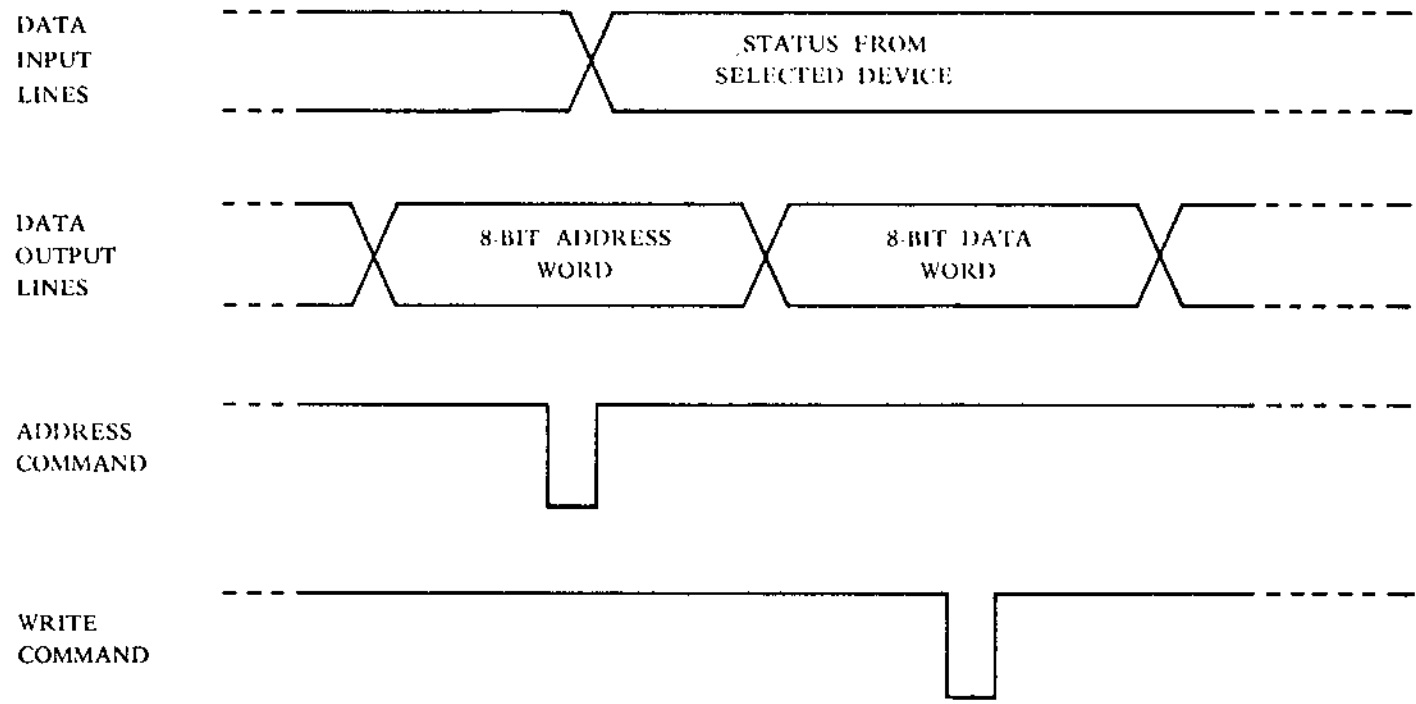 DATA
INPUT
LINES
STATUS FROM
SELECTED DEVICE
DATA
OUTPUT
LINES
8-BIT ADDRESS
WORD
8-BIT DATA
WORD
ADDRESS
COMMAND
WRITE
COMMAND